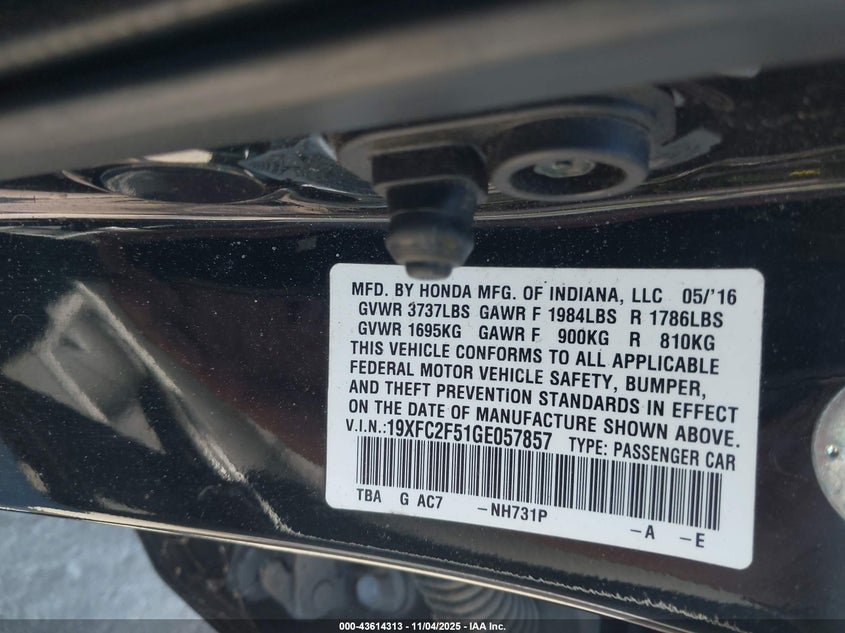 MFD. BY HONDA MFG. OF INDIANA, LLC 05/'16
GVWR 3737LBS GAWR F 1984LBS R 1786LBS
GVWR 1695KG GAWR F 900KG R 810KG
THIS VEHICLE CONFORMS TO ALL APPLICABLE
FEDERAL MOTOR VEHICLE SAFETY, BUMPER,
AND THEFT PREVENTION STANDARDS IN EFFECT
ON THE DATE OF MANUFACTURE SHOWN ABOVE.
V.I.N.:19XFC2F51GE057857 TYPE: PASSENGER CAR
TBA G AC7 -NH731P -A -E
000-43614313 - 11/04/2025 - IAA Inc.